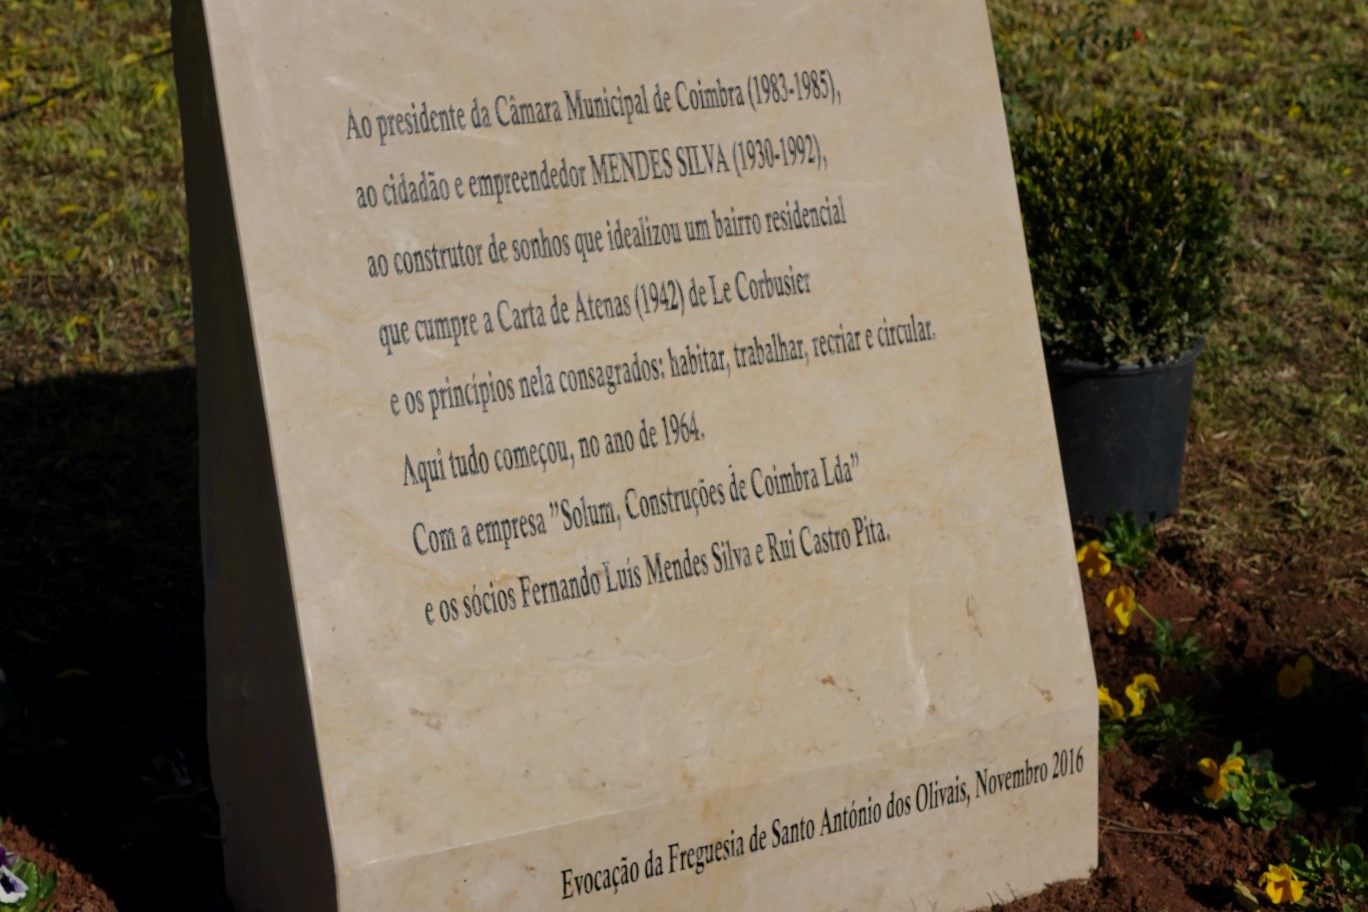 Ao presidente da Câmara Municipal de Coimbra (1983-1985),
ao cidadão e empreendedor MENDES SILVA (1930-1992),
ao construtor de sonhos que idealizou um bairro residencial
que cumpre a Carta de Atenas (1942) de Le Corbusier
e os princípios nela consagrados: habitar, trabalhar, recriar e circular.
Aqui tudo começou, no ano de 1964.
Com a empresa ”Solum, Construções de Coimbra Lda”
e os sócios Fernando Luís Mendes Silva e Rui Castro Pita.
Evocação da Freguesia de Santo António dos Olivais, Novembro 2016